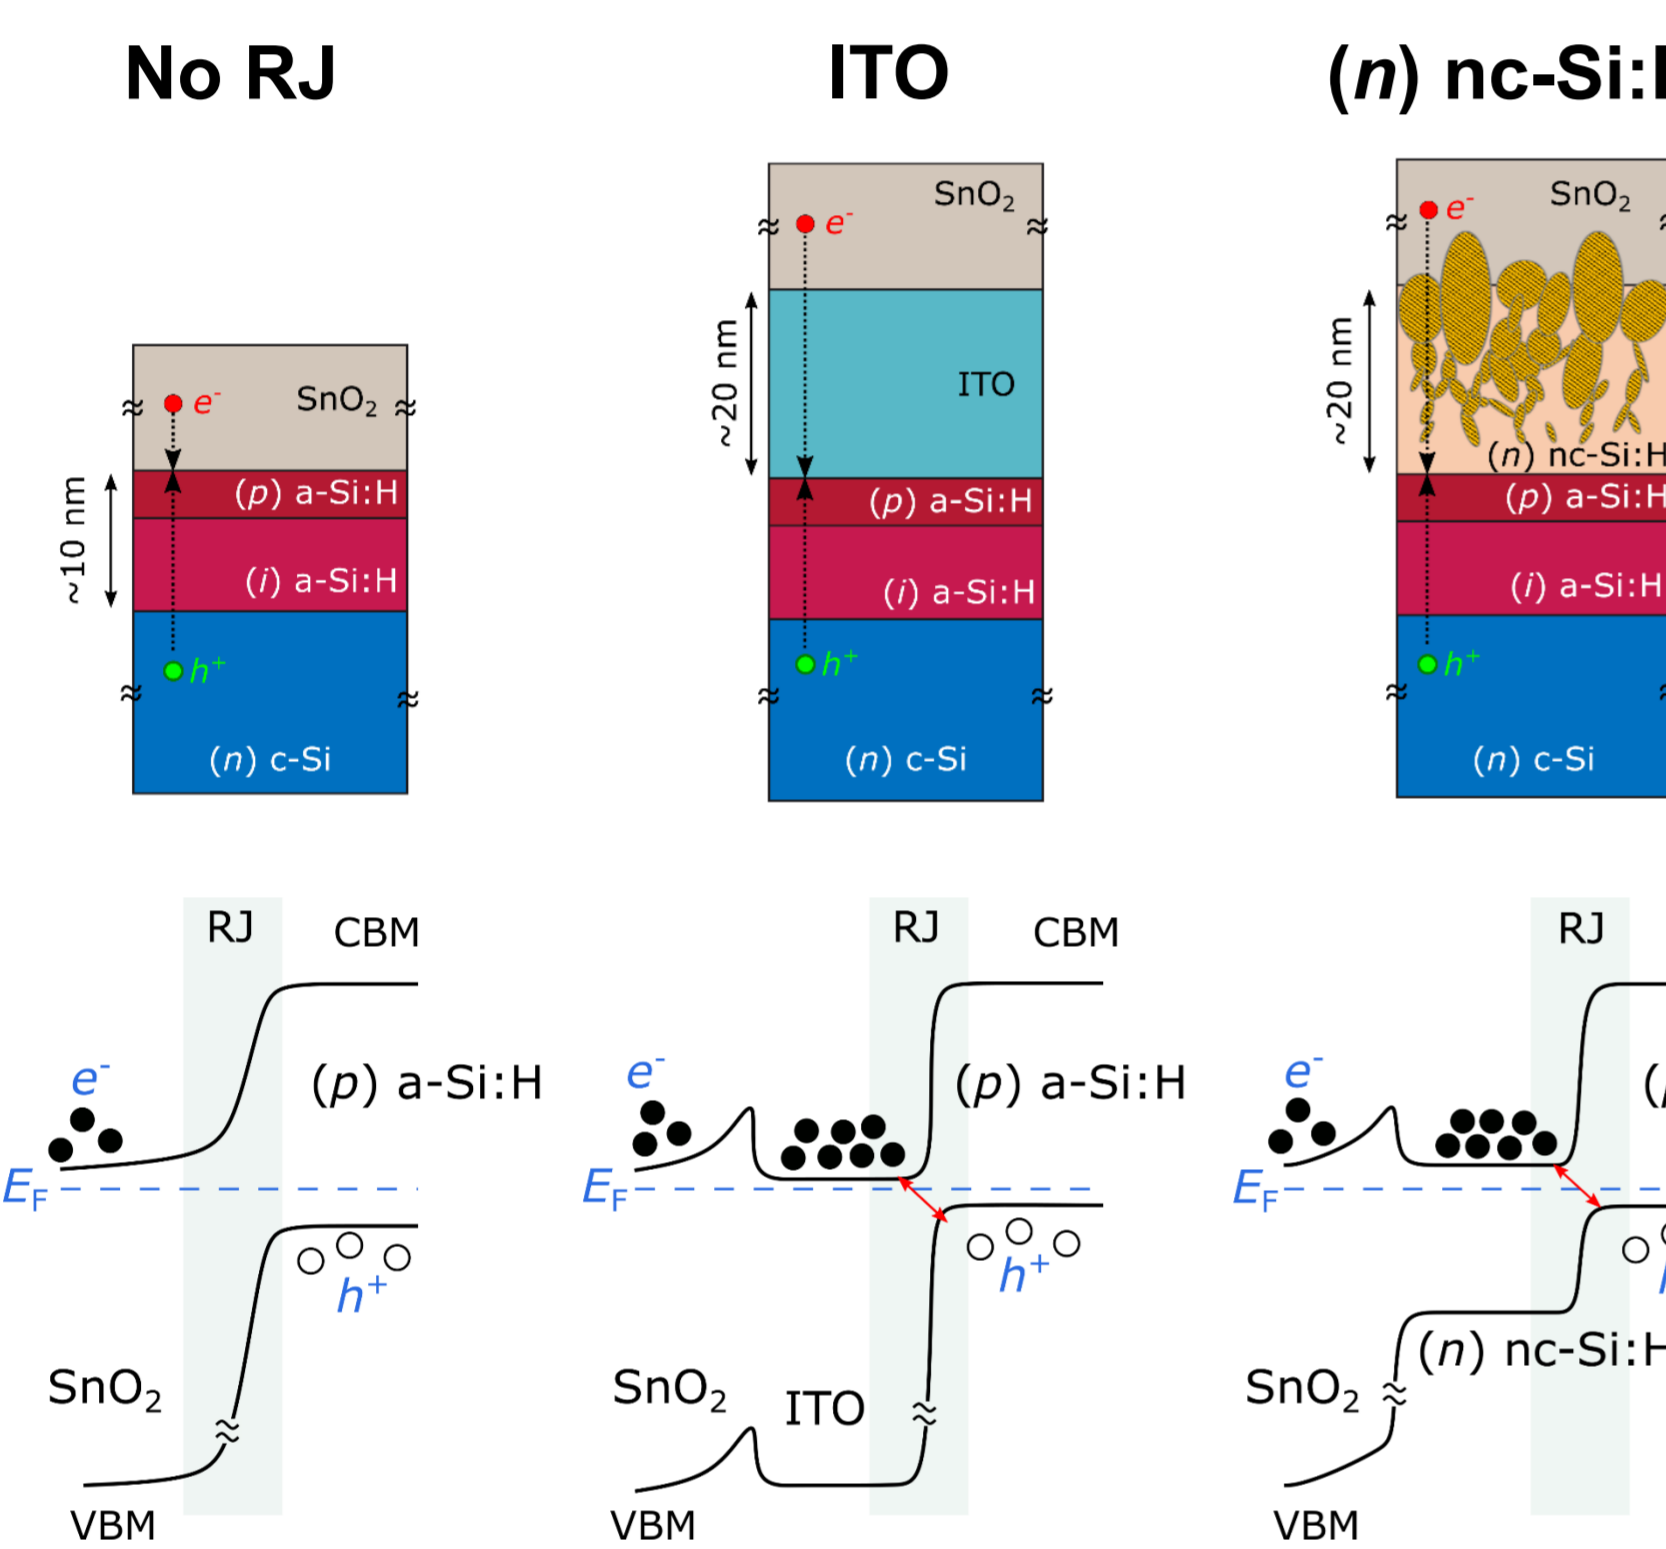 No RJ
SnO2
e-
(p) a-Si:H
(i) a-Si:H
~10 nm
h+
(n) c-Si
ITO
SnO2
e-
~20 nm
ITO
(p) a-Si:H
(i) a-Si:H
h+
(n) c-Si
(n) nc-Si:H
SnO2
e-
~20 nm
(n) nc-Si:H
(p) a-Si:H
(i) a-Si:H
h+
(n) c-Si
RJ
CBM
e-
(p) a-Si:H
EF
h+
SnO2
VBM
RJ
CBM
e-
(p) a-Si:H
EF
h+
SnO2
ITO
VBM
RJ
e-
EF
(n) nc-Si:H
SnO2
VBM